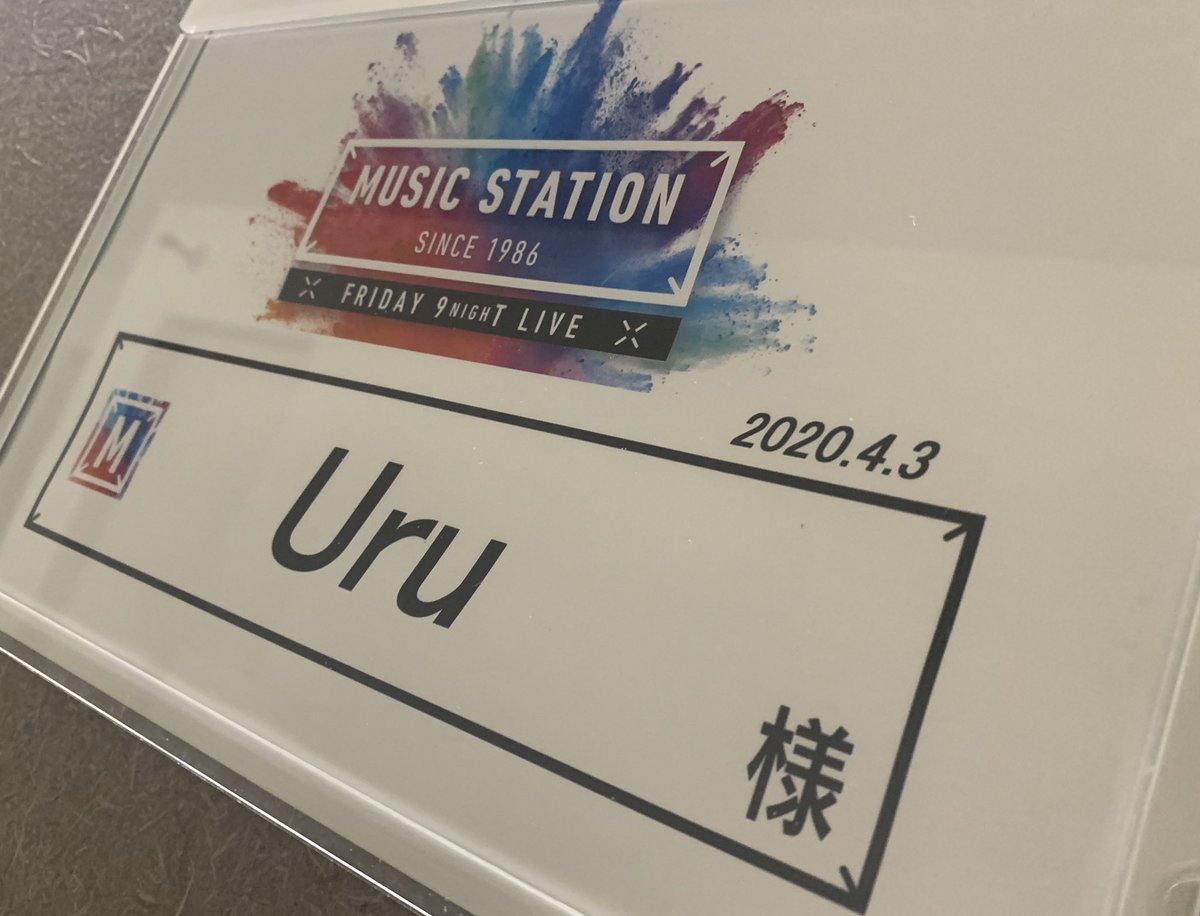 MUSIC STATION
SINCE 1986
FRIDAY 9NIGHT LIVE
2020.4.3
M
Uru
様